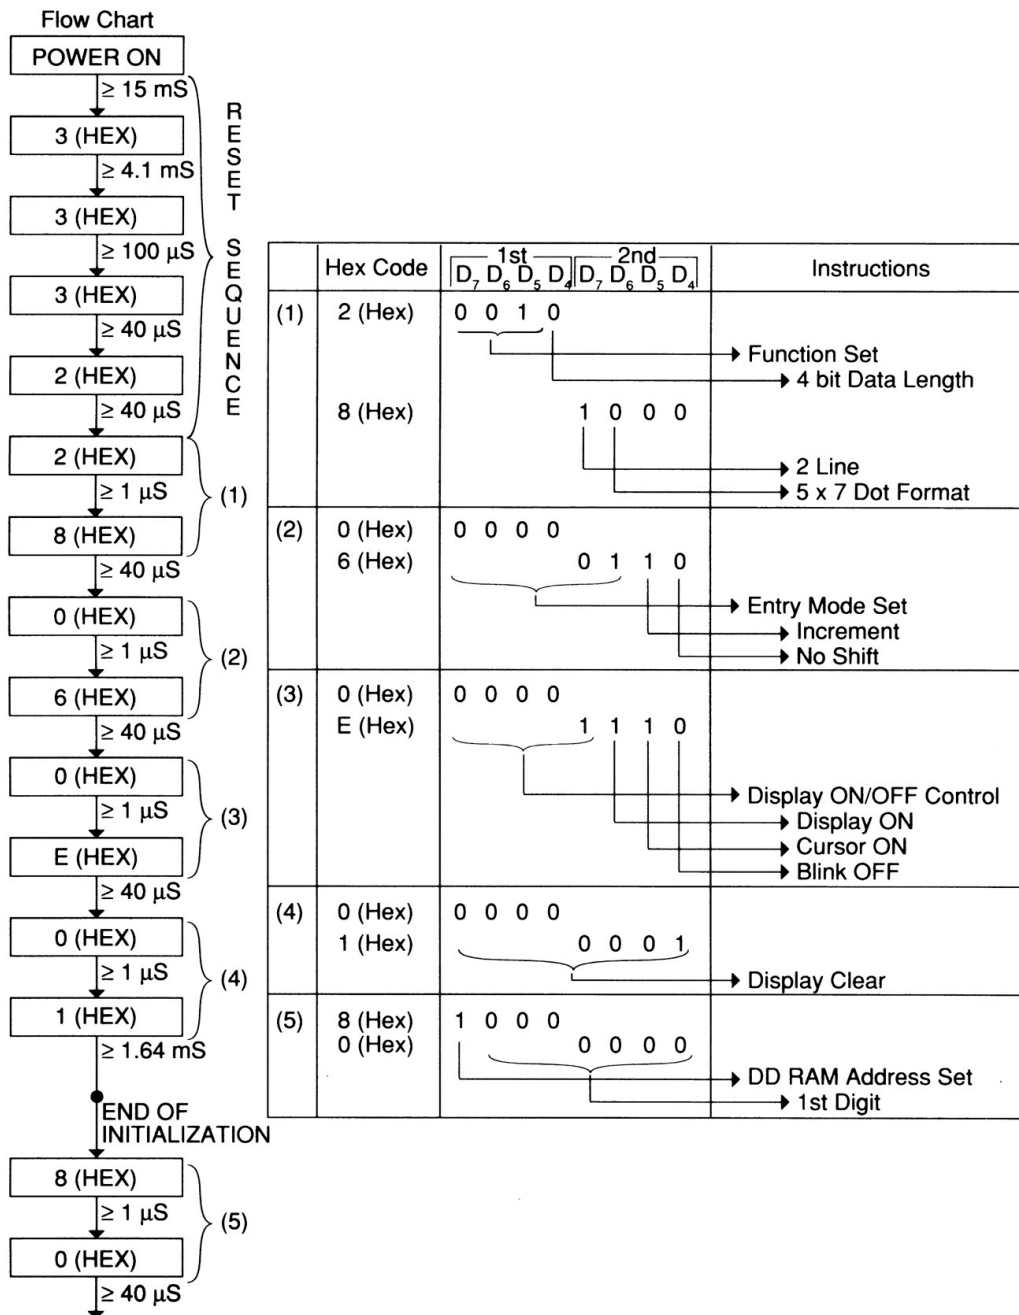 Flow Chart
POWER ON
≥ 15 mS
3 (HEX)
≥ 4.1 mS
3 (HEX)
≥ 100 µS
3 (HEX)
≥ 40 µS
2 (HEX)
≥ 40 µS
2 (HEX)
≥ 1 µS
8 (HEX)
≥ 40 µS
0 (HEX)
≥ 1 µS
6 (HEX)
≥ 40 µS
0 (HEX)
≥ 1 µS
E (HEX)
≥ 40 µS
0 (HEX)
≥ 1 µS
1 (HEX)
≥ 1.64 mS
END OF
INITIALIZATION
8 (HEX)
≥ 1 µS
0 (HEX)
≥ 40 µS
RESET SEQUENCE
(1)
(2)
(3)
(4)
(5)
1st 2nd
Hex Code D7 D6 D5 D4 D7 D6 D5 D4 Instructions
(1) 2 (Hex) 0 0 1 0
Function Set
4 bit Data Length
8 (Hex) 1 0 0 0
2 Line
5 x 7 Dot Format
(2) 0 (Hex) 0 0 0 0
6 (Hex) 0 1 1 0
Entry Mode Set
Increment
No Shift
(3) 0 (Hex) 0 0 0 0
E (Hex) 1 1 1 0
Display ON/OFF Control
Display ON
Cursor ON
Blink OFF
(4) 0 (Hex) 0 0 0 0
1 (Hex) 0 0 0 1
Display Clear
(5) 8 (Hex) 1 0 0 0
0 (Hex) 0 0 0 0
DD RAM Address Set
1st Digit